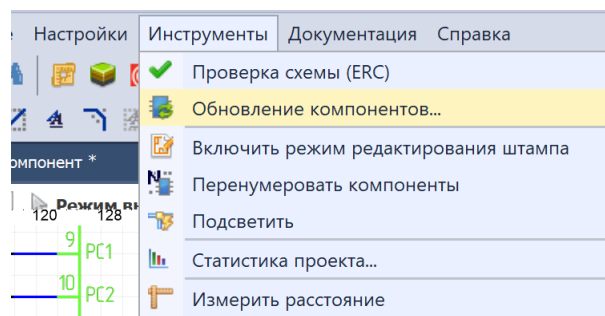 Настройки Инструменты Документация Справка
Проверка схемы (ERC)
Обновление компонентов...
Включить режим редактирования штампа
омпонент *
Перенумеровать компоненты
Режим вы
120 128
Подсветить
9 PC1
Статистика проекта...
10 PC2
Измерить расстояние